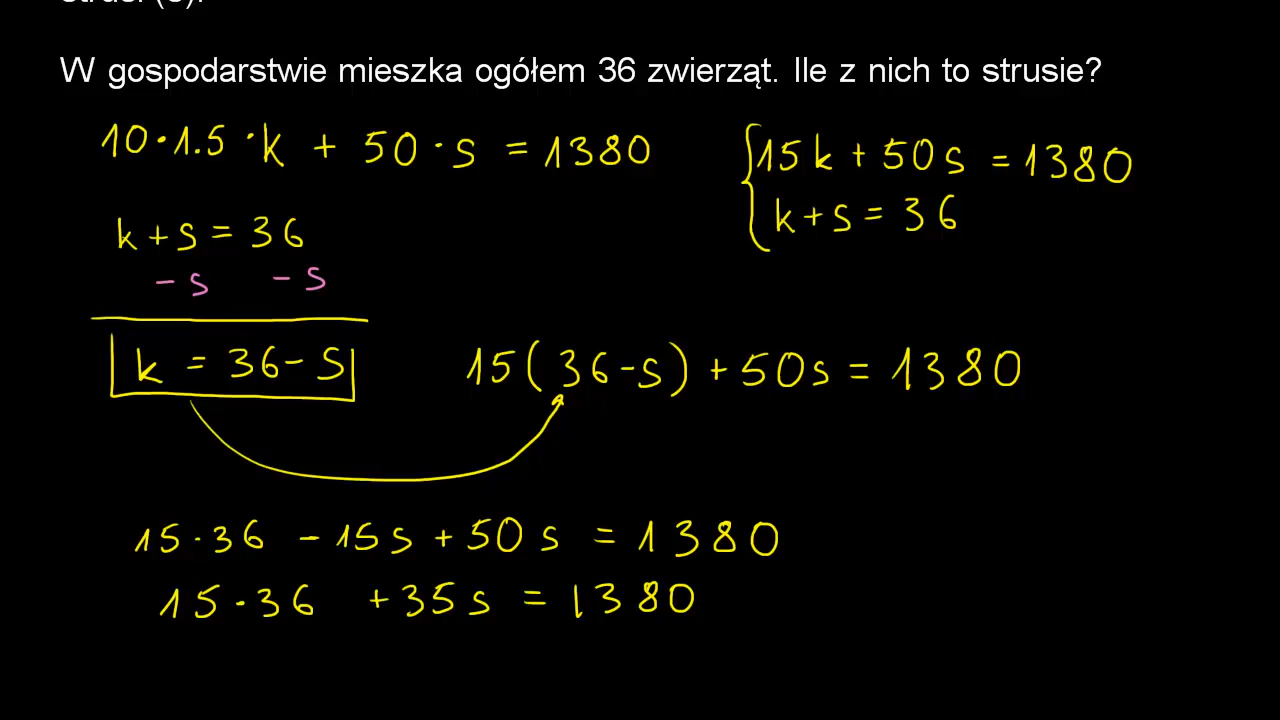 W gospodarstwie mieszka ogółem 36 zwierząt. Ile z nich to strusie?
10·1.5·k + 50·s = 1380
15k + 50s = 1380
k + s = 36
k + s = 36
- s - s
k = 36 - s
15(36-s) + 50s = 1380
15·36 - 15s + 50s = 1380
15·36 + 35s = 1380